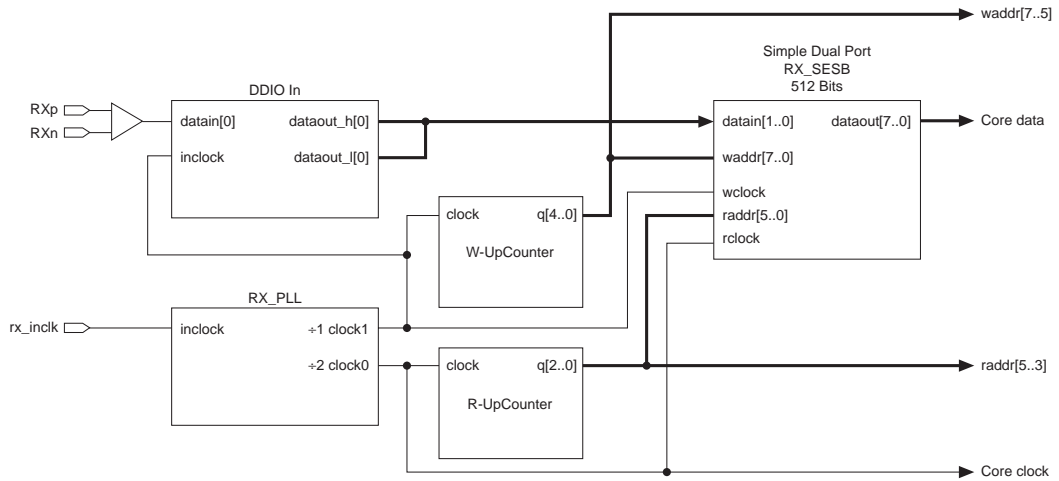 waddr[7..5]
Simple Dual Port
RX_SESB
512 Bits
DDIO In
RXp
RXn
datain[0] dataout_h[0]
dataout_l[0]
inclock
datain[1..0] dataout[7..0]
Core data
waddr[7..0]
wclock
raddr[5..0]
rclock
clock q[4..0]
W-UpCounter
RX_PLL
rx_inclk
inclock ÷1 clock1
÷2 clock0
clock q[2..0]
R-UpCounter
raddr[5..3]
Core clock